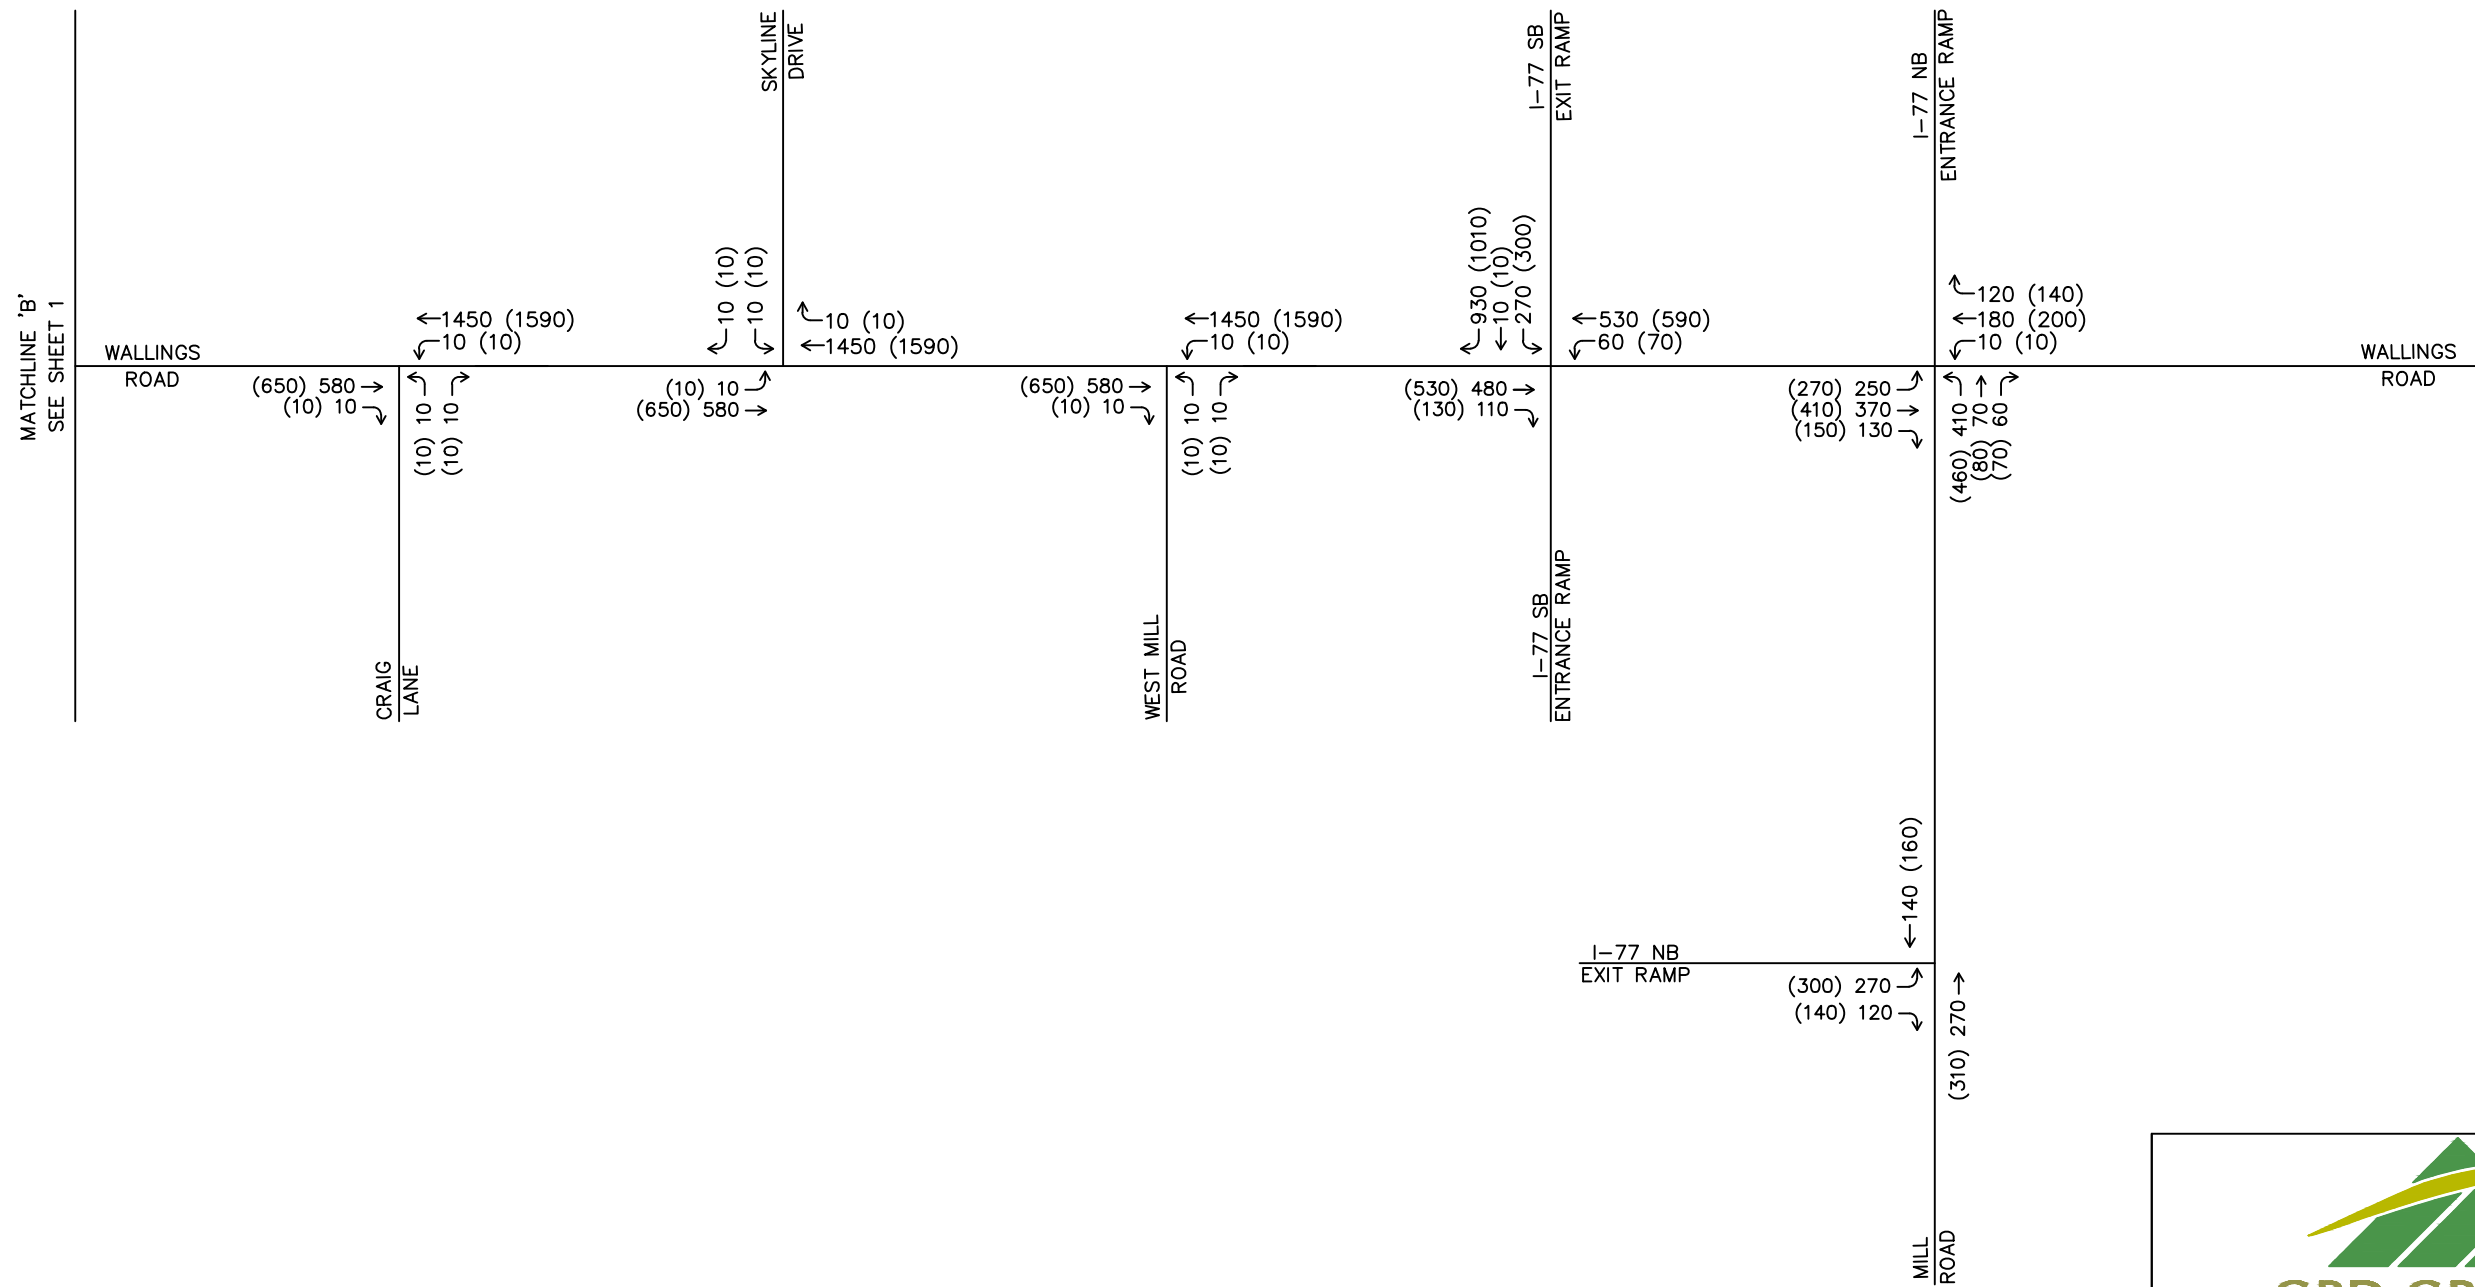 MATCHLINE 'B'
SEE SHEET 1
WALLINGS
ROAD
1450 (1590)
10 (10)
(650) 580
(10) 10
(10) 10
(10) 10
CRAIG
LANE
SKYLINE
DRIVE
10 (10)
10 (10)
10 (10)
1450 (1590)
(10) 10
(650) 580
1450 (1590)
10 (10)
(650) 580
(10) 10
(10) 10
(10) 10
WEST MILL
ROAD
I-77 SB
EXIT RAMP
930 (1010)
10 (10)
270 (300)
530 (590)
60 (70)
(530) 480
(130) 110
I-77 SB
ENTRANCE RAMP
I-77 NB
ENTRANCE RAMP
120 (140)
180 (200)
10 (10)
(270) 250
(410) 370
(150) 130
(460) 410
(80) 70
(70) 60
WALLINGS
ROAD
140 (160)
I-77 NB
EXIT RAMP
(300) 270
(140) 120
(310) 270
MILL
ROAD